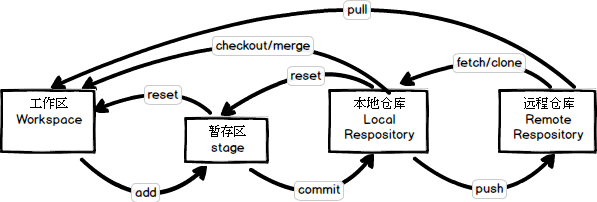 pull
checkout/merge
fetch/clone
reset
reset
工作区
Workspace
暂存区
stage
本地仓库
Local
Respository
远程仓库
Remote
Respository
add
commit
push